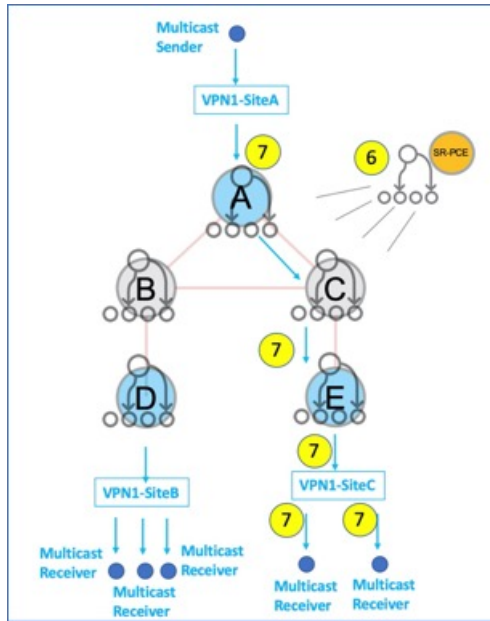 Multicast
Sender
VPN1-SiteA
7
6
SR-PCE
A
B
C
7
D
E
7
VPN1-SiteB
VPN1-SiteC
7
7
Multicast
Receiver
Multicast
Receiver
Multicast
Receiver
Multicast
Receiver
Multicast
Receiver